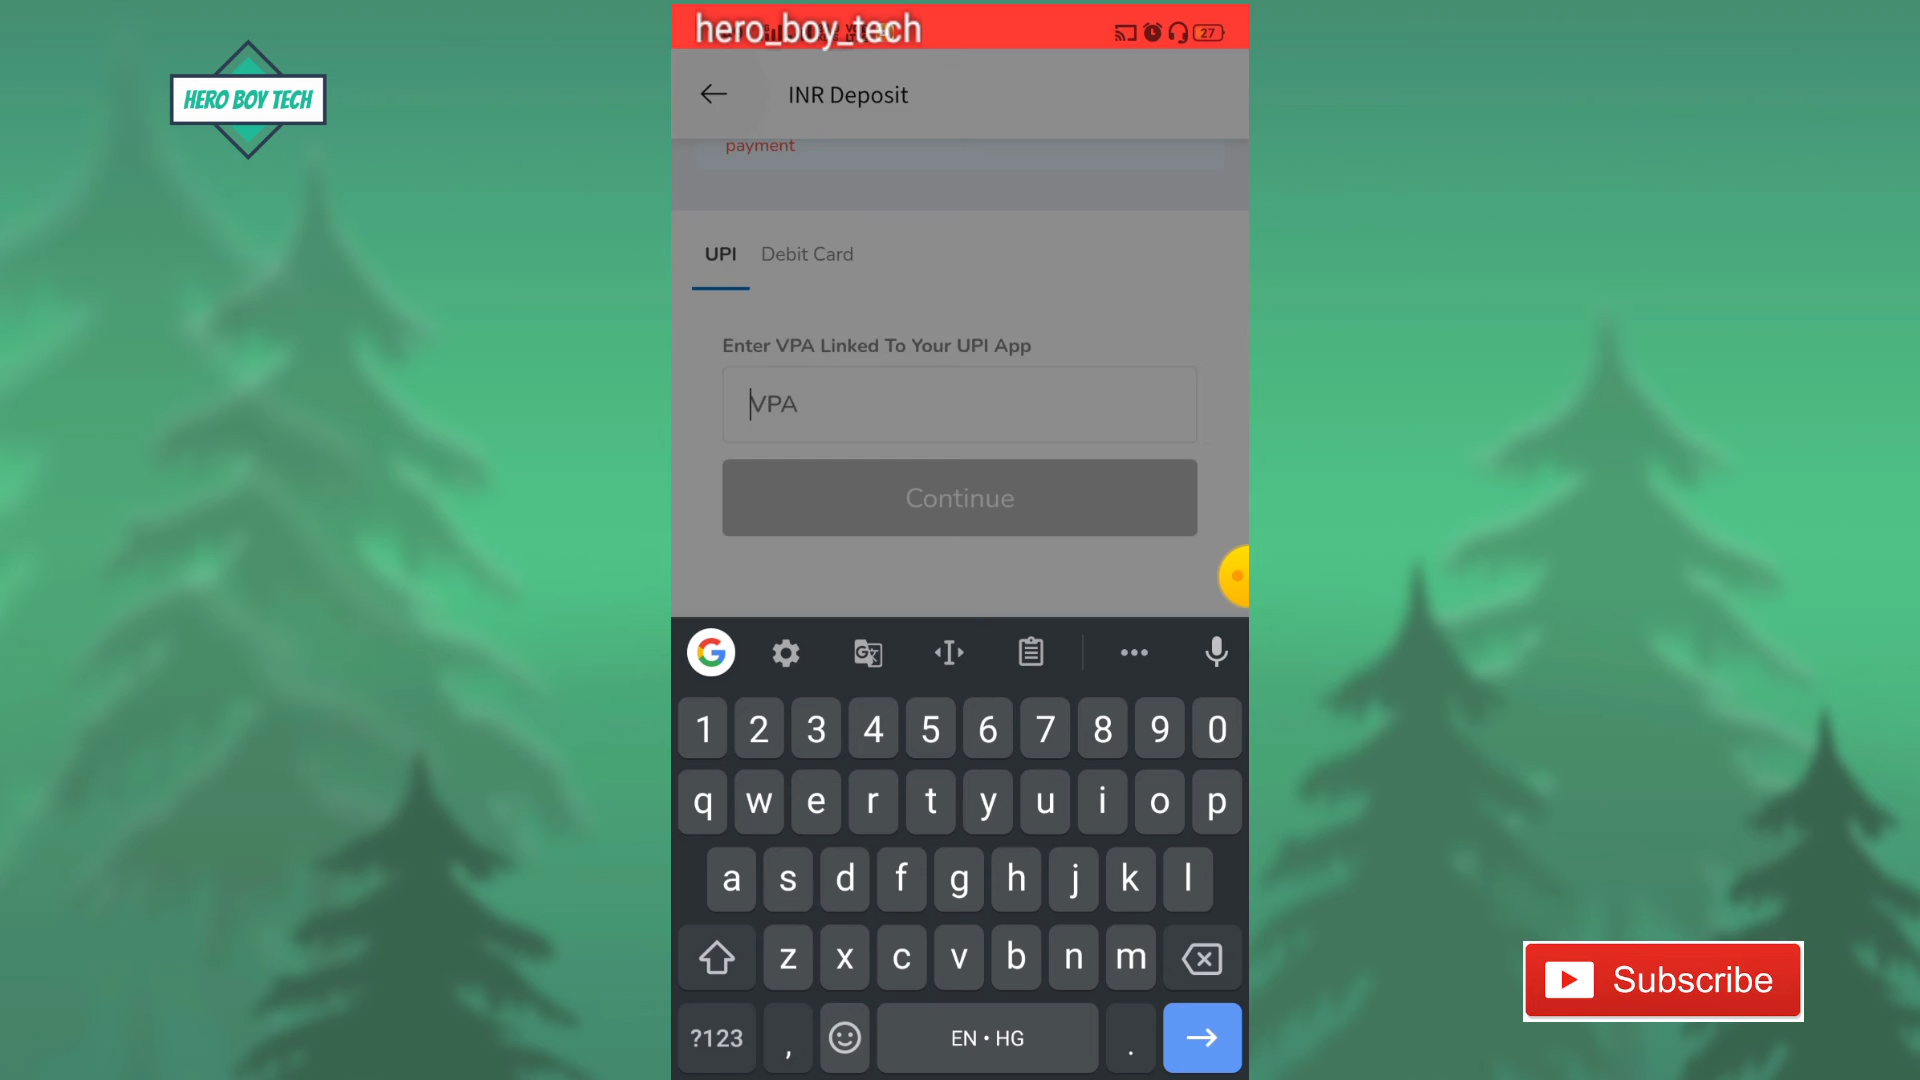 hero_boy_tech
27
HERO BOY TECH
INR Deposit
payment
UPI Debit Card
Enter VPA Linked To Your UPI App
VPA
Continue
1 2 3 4 5 6 7 8 9 0
q w e r t y u i o p
a s d f g h j k l
z x c v b n m
?123 , EN • HG .
Subscribe